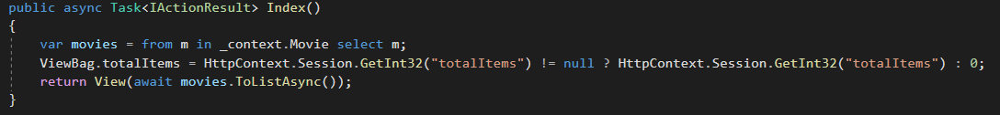 public async Task<IActionResult> Index()
{
var movies = from m in _context.Movie select m;
ViewBag.totalItems = HttpContext.Session.GetInt32("totalItems") != null ? HttpContext.Session.GetInt32("totalItems") : 0;
return View(await movies.ToListAsync());
}